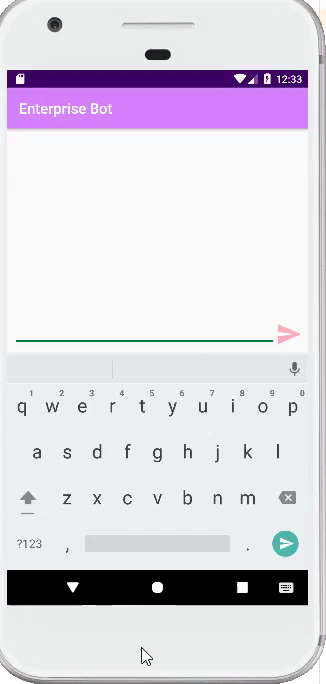 12:33
Enterprise Bot
1 2 3 4 5 6 7 8 9 0
q w e r t y u i o p
a s d f g h j k l
z x c v b n m
?123 , .